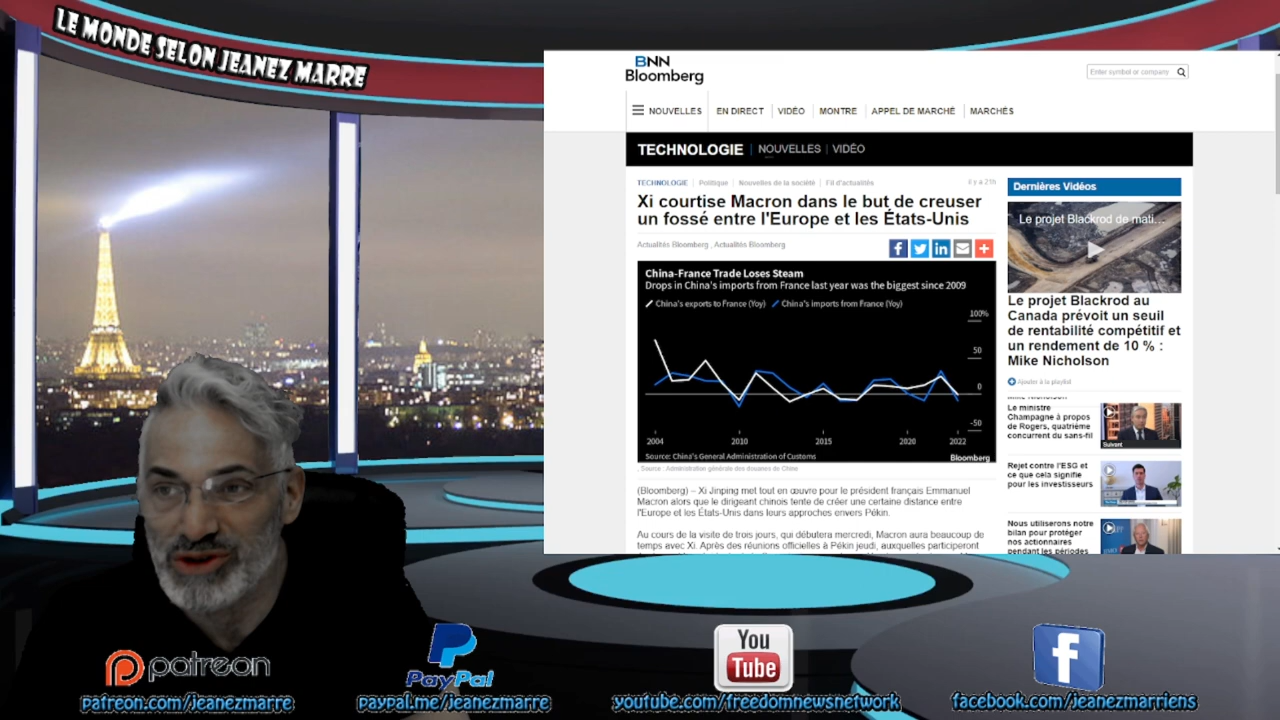 LE MONDE SELON JEANEZ MARRE
BNN
Bloomberg
Enter symbol or company
NOUVELLES
EN DIRECT
VIDÉO
MONTRE
APPEL DE MARCHÉ
MARCHÉS
TECHNOLOGIE
NOUVELLES
VIDÉO
TECHNOLOGIE
Politique
Nouvelles de la société
Fil d'actualités
il y a 21h
Xi courtise Macron dans le but de creuser
un fossé entre l'Europe et les États-Unis
Actualités Bloomberg , Actualités Bloomberg
China-France Trade Loses Steam
Drops in China's imports from France last year was the biggest since 2009
China's exports to France (Yoy)
China's imports from France (Yoy)
100%
50
0
-50
2004
2010
2015
2020
2022
Source: China's General Administration of Customs
Bloomberg
, Source : Administration générale des douanes de Chine
(Bloomberg) – Xi Jinping met tout en œuvre pour le président français Emmanuel
Macron alors que le dirigeant chinois tente de créer une certaine distance entre
l'Europe et les États-Unis dans leurs approches envers Pékin.
Au cours de la visite de trois jours, qui débutera mercredi, Macron aura beaucoup de
temps avec Xi. Après des réunions officielles à Pékin jeudi, auxquelles participeront
Dernières Vidéos
Le projet Blackrod de mati...
Le projet Blackrod au
Canada prévoit un seuil
de rentabilité compétitif et
un rendement de 10 % :
Mike Nicholson
Ajouter à la playlist
Mike Nicholson
Le ministre
Champagne à propos
de Rogers, quatrième
concurrent du sans-fil
Suivant
Rejet contre l'ESG et
ce que cela signifie
pour les investisseurs
Nous utiliserons notre
bilan pour protéger
nos actionnaires
pendant les périodes
patreon
patreon.com/jeanezmarre
PayPal
paypal.me/jeanezmarre
You
Tube
youtube.com/freedomnewsnetwork
f
facebook.com/jeanezmarriens